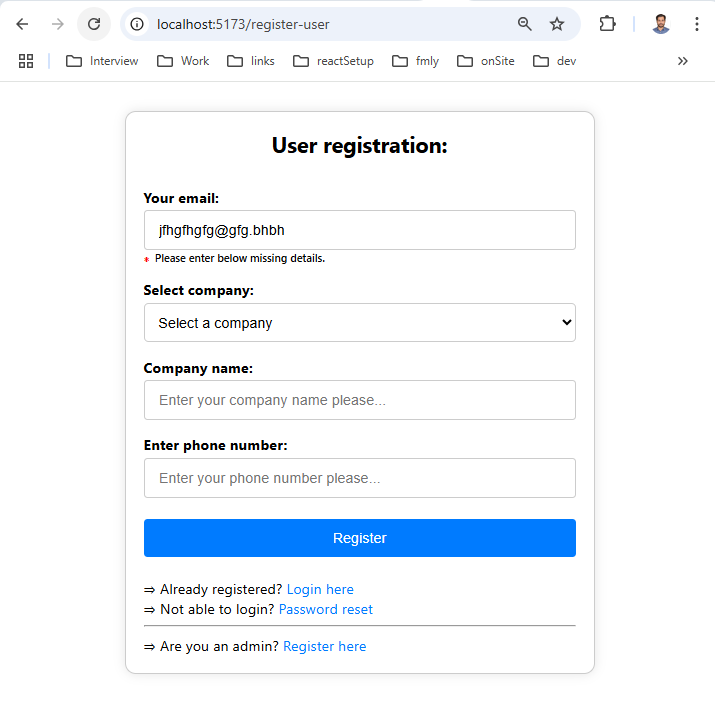 localhost:5173/register-user
Interview Work links reactSetup fmly onSite dev »
User registration:
Your email:
jfhgfhgfg@gfg.bhbh
* Please enter below missing details.
Select company:
Select a company
Company name:
Enter your company name please...
Enter phone number:
Enter your phone number please...
Register
⇒ Already registered? Login here
⇒ Not able to login? Password reset
⇒ Are you an admin? Register here